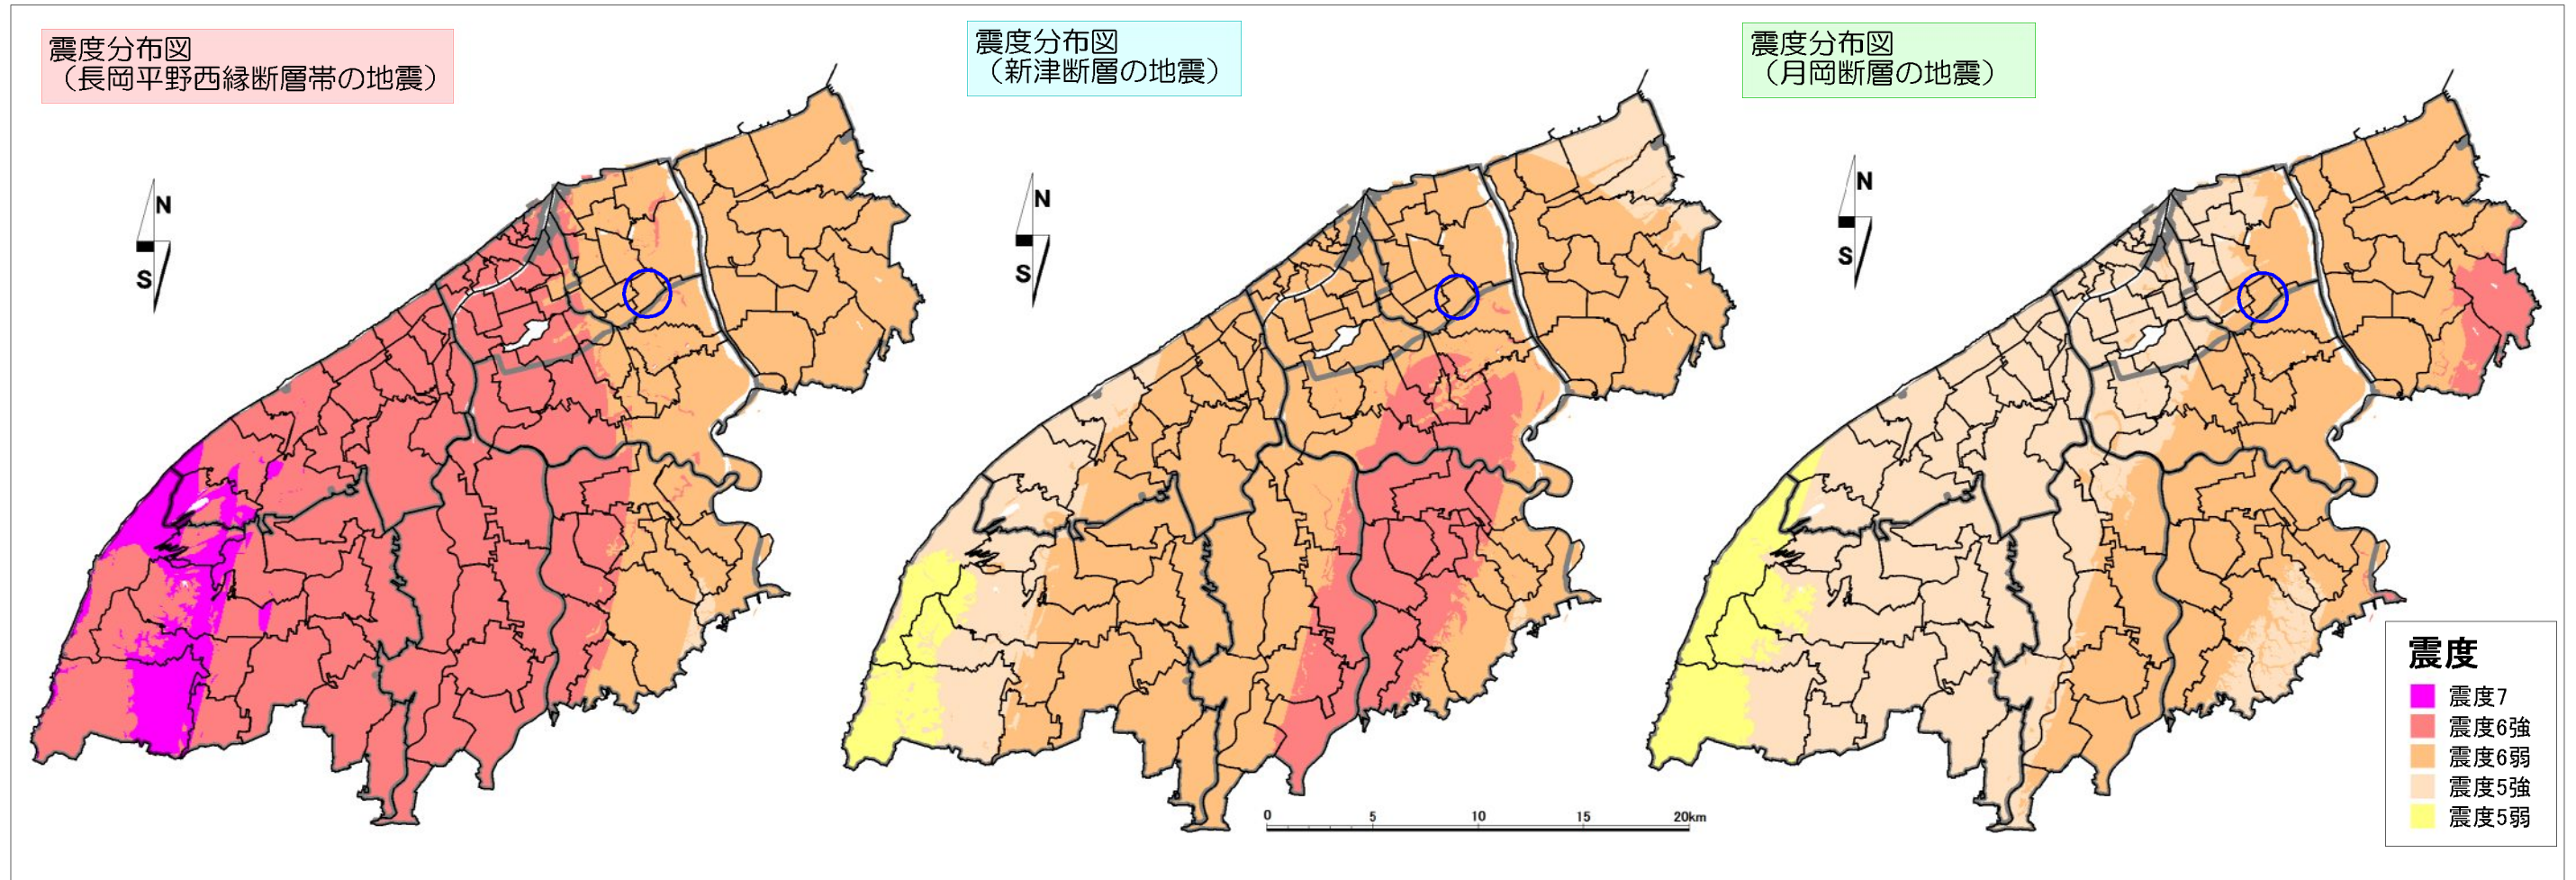 震度分布図
（長岡平野西縁断層帯の地震）
震度分布図
（新津断層の地震）
震度分布図
（月岡断層の地震）
N
S
N
S
N
S
震度
震度7
震度6強
震度6弱
震度5強
震度5弱
0 5 10 15 20km